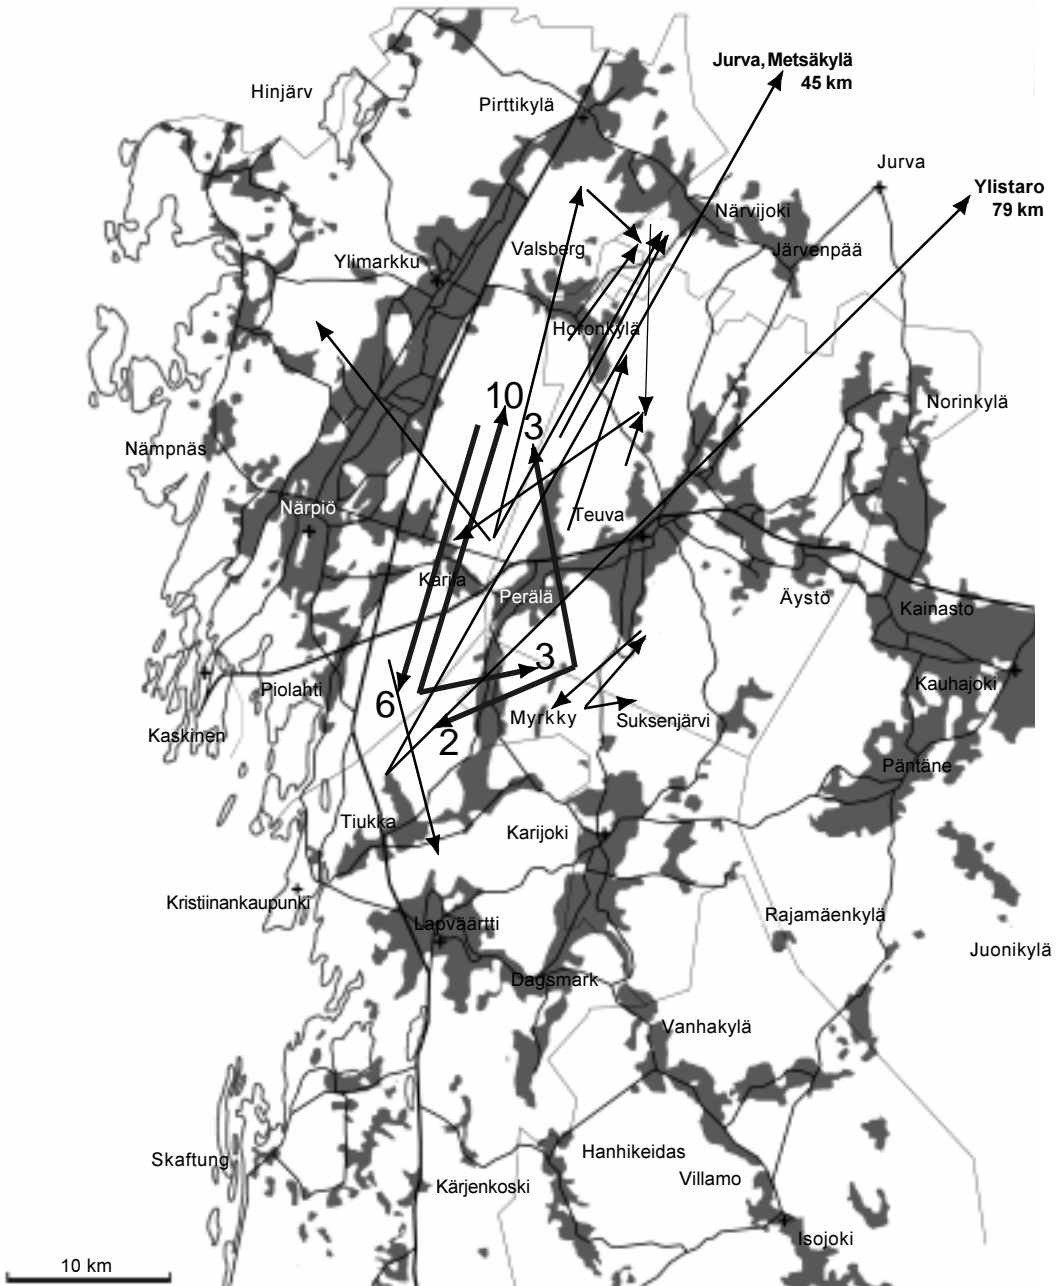 Jurva, Metsäkylä
45 km
Hinjärv
Pirttikylä
Jurva
Ylistaro
79 km
Närvijoki
Valsberg
Järvenpää
Ylimarkku
Horonkylä
10
Norinkylä
3
Nämpnäs
Närpiö
Teuva
Karija
Perälä
Äystö
Kainasto
3
Piolahti
6
Kauhajoki
Myrkky
Suksenjärvi
Kaskinen
2
Päntäne
Tiukka
Karijoki
Kristiinankaupunki
Rajamäenkylä
Lapväärtti
Juonikylä
Dagsmark
Vanhakylä
Hanhikeidas
Skaftung
Villamo
Kärjenkoski
Isojoki
10 km